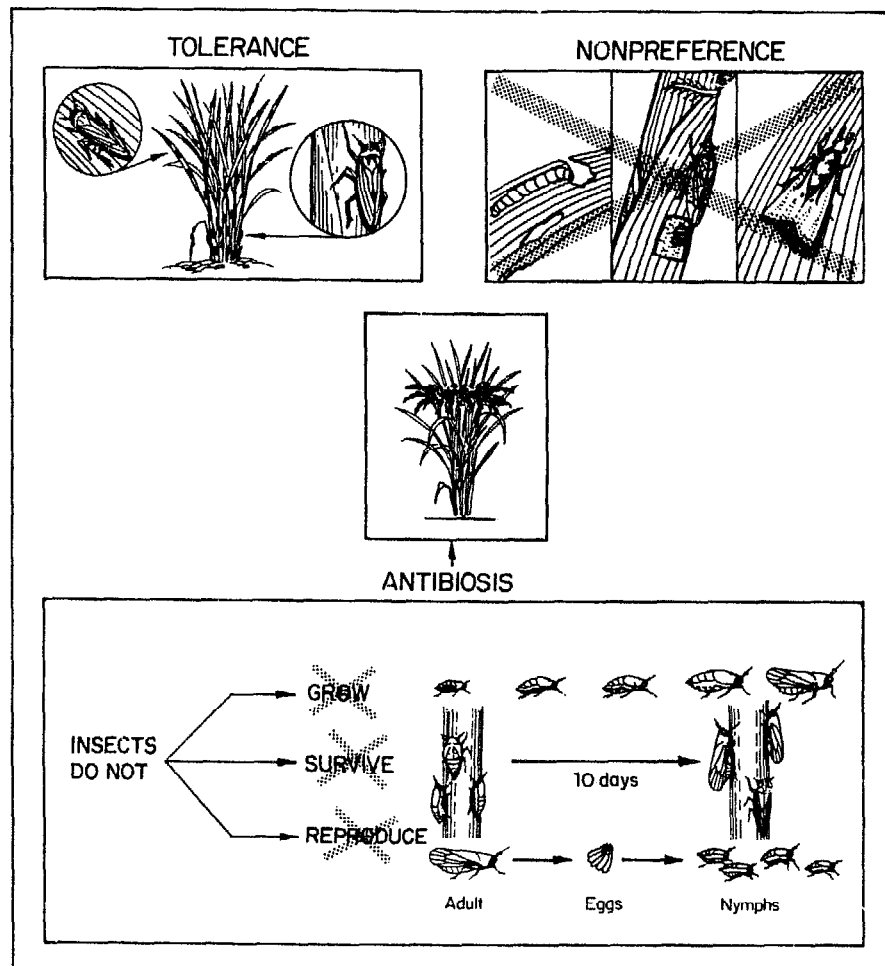 TOLERANCE
NONPREFERENCE
ANTIBIOSIS
INSECTS
DO NOT
GROW
SURVIVE
REPRODUCE
10 days
Adult
Eggs
Nymphs